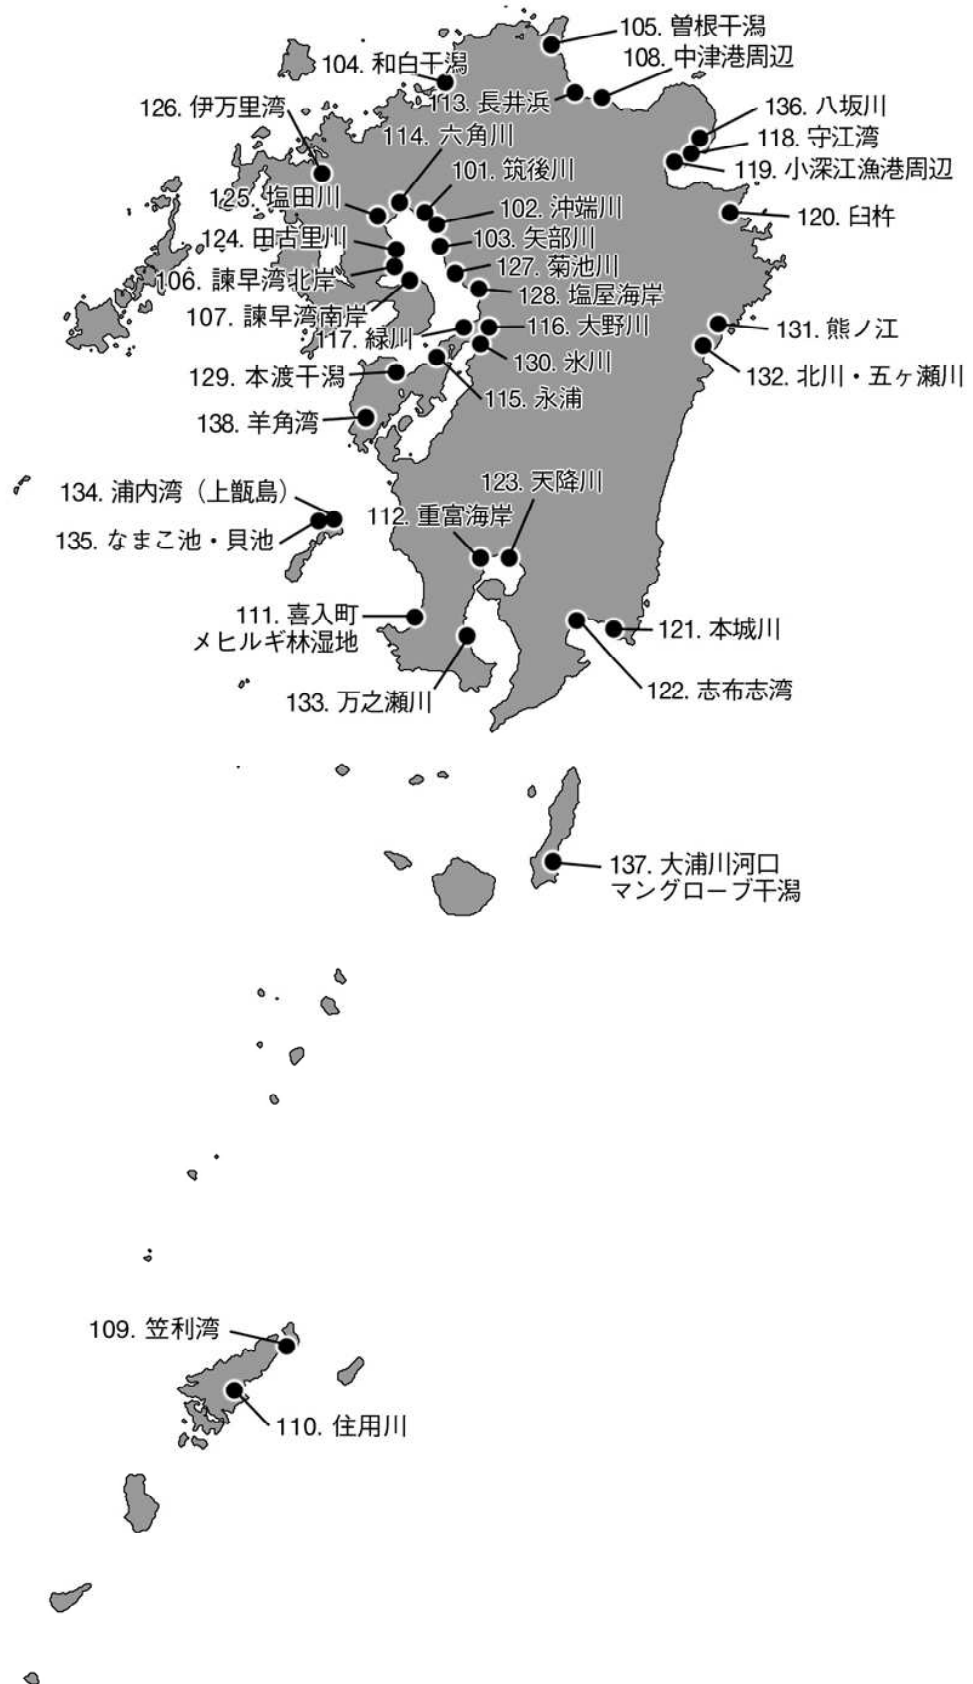 105. 曽根干潟
108. 中津港周辺
104. 和白干潟
113. 長井浜
126. 伊万里湾
136. 八坂川
114. 六角川
118. 守江湾
101. 筑後川
119. 小深江漁港周辺
125. 塩田川
102. 沖端川
120. 臼杵
124. 田古里川
103. 矢部川
106. 諫早湾北岸
127. 菊池川
128. 塩屋海岸
107. 諫早湾南岸
117. 緑川
116. 大野川
131. 熊ノ江
130. 氷川
129. 本渡干潟
132. 北川・五ヶ瀬川
115. 永浦
138. 羊角湾
123. 天降川
134. 浦内湾（上甑島）
112. 重富海岸
135. なまこ池・貝池
111. 喜入町
メヒルギ林湿地
121. 本城川
122. 志布志湾
133. 万之瀬川
137. 大浦川河口
マングローブ干潟
109. 笠利湾
110. 住用川